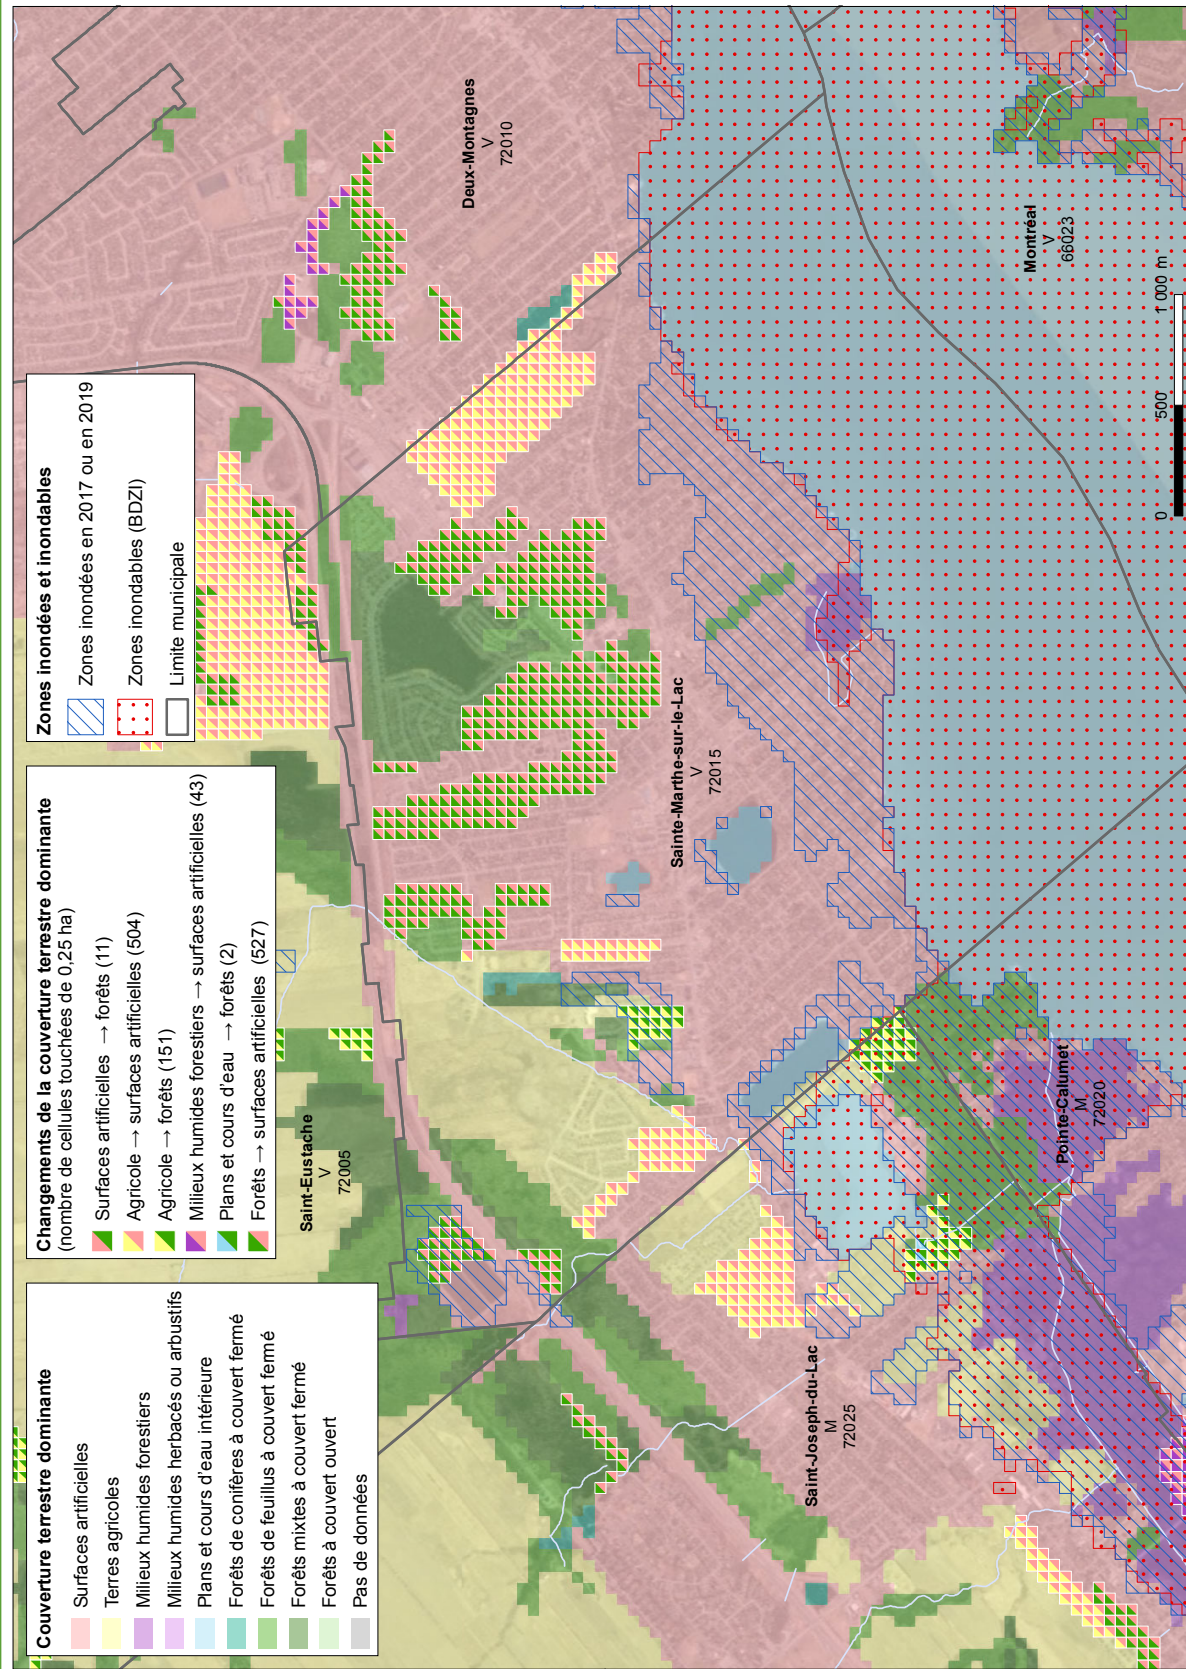 Couverture terrestre dominante
Surfaces artificielles
Terres agricoles
Milieux humides forestiers
Milieux humides herbacés ou arbustifs
Plans et cours d'eau intérieure
Forêts de conifères à couvert fermé
Forêts de feuillus à couvert fermé
Forêts mixtes à couvert fermé
Forêts à couvert ouvert
Pas de données
Changements de la couverture terrestre dominante
(nombre de cellules touchées de 0,25 ha)
Surfaces artificielles → forêts (11)
Agricole → surfaces artificielles (504)
Agricole → forêts (151)
Milieux humides forestiers → surfaces artificielles (43)
Plans et cours d'eau → forêts (2)
Forêts → surfaces artificielles (527)
Zones inondées et inondables
Zones inondées en 2017 ou en 2019
Zones inondables (BDZI)
Limite municipale
Saint-Eustache
V
72005
Deux-Montagnes
V
72010
Sainte-Marthe-sur-le-Lac
V
72015
Saint-Joseph-du-Lac
M
72025
Pointe-Calumet
M
72020
Montréal
V
66023
0 500 1 000 m